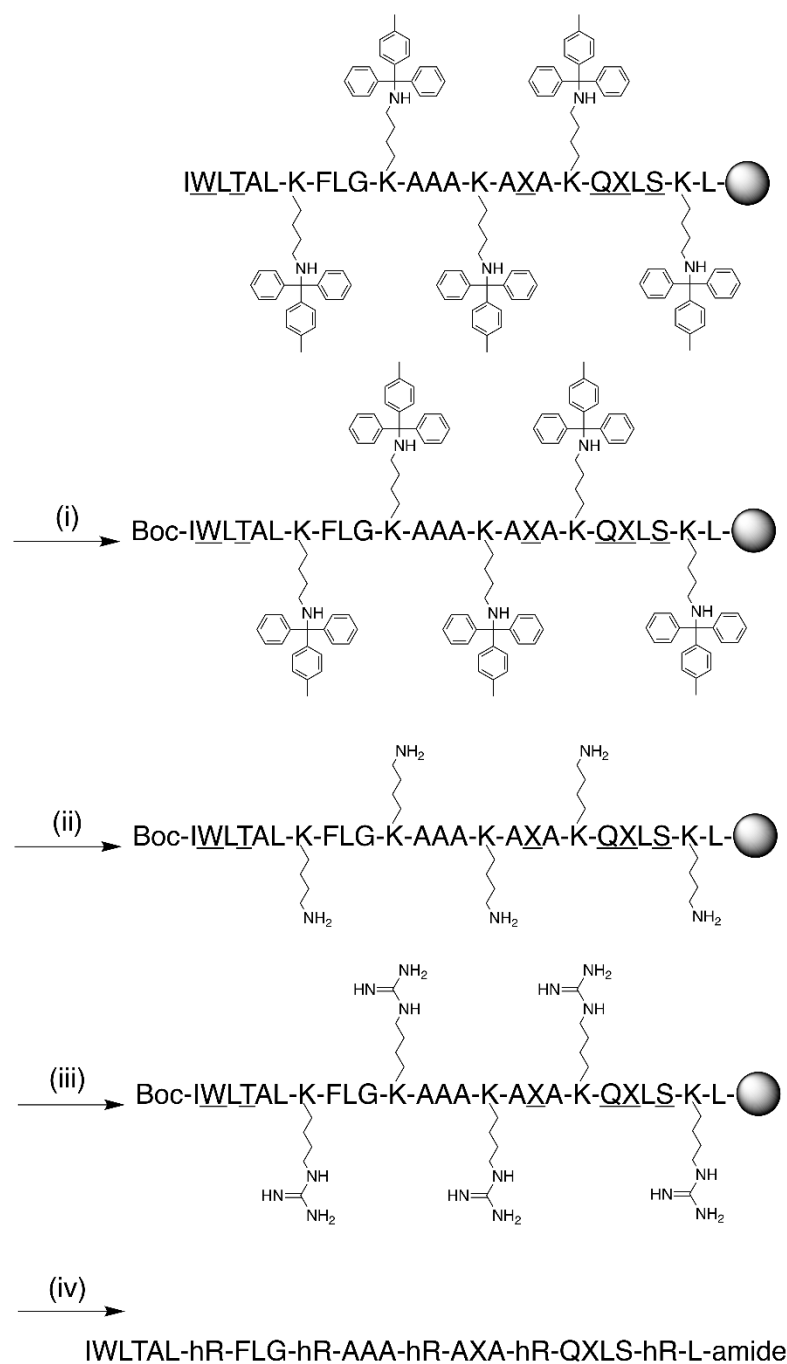 NH NH
IWLTAL-K-FLG-K-AAA-K-AXA-K-QXLS-K-L-
NH NH NH
NH NH
(i) Boc-IWLTAL-K-FLG-K-AAA-K-AXA-K-QXLS-K-L-
NH NH NH
NH2 NH2
(ii) Boc-IWLTAL-K-FLG-K-AAA-K-AXA-K-QXLS-K-L-
NH2 NH2 NH2
NH2 NH2
HN HN
NH NH
(iii) Boc-IWLTAL-K-FLG-K-AAA-K-AXA-K-QXLS-K-L-
NH NH NH
HN HN HN
NH2 NH2 NH2
(iv)
IWLTAL-hR-FLG-hR-AAA-hR-AXA-hR-QXLS-hR-L-amide